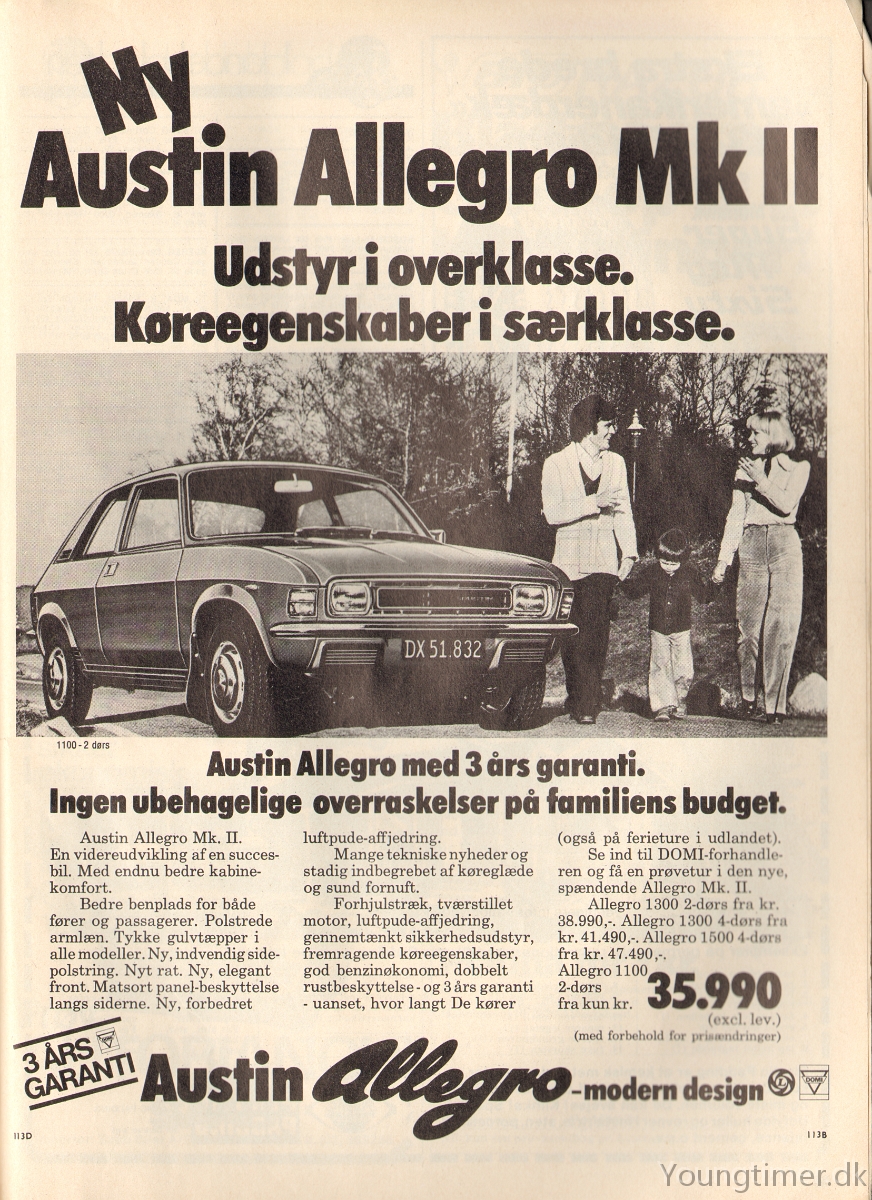 Ny
Austin Allegro Mk II
Udstyr i overklasse.
Køreegenskaber i særklasse.
DX 51.832
1100 - 2 dørs
Austin Allegro med 3 års garanti.
Ingen ubehagelige overraskelser på familiens budget.
Austin Allegro Mk. II.
En videreudvikling af en succes-
bil. Med endnu bedre kabine-
komfort.
Bedre benplads for både
fører og passagerer. Polstrede
armlæn. Tykke gulvtæpper i
alle modeller. Ny, indvendig side-
polstring. Nyt rat. Ny, elegant
front. Matsort panel-beskyttelse
langs siderne. Ny, forbedret
luftpude-affjedring.
Mange tekniske nyheder og
stadig indbegrebet af køreglæde
og sund fornuft.
Forhjulstræk, tværstillet
motor, luftpude-affjedring,
gennemtænkt sikkerhedsudstyr,
fremragende køreegenskaber,
god benzinøkonomi, dobbelt
rustbeskyttelse - og 3 års garanti
- uanset, hvor langt De kører
(også på ferieture i udlandet).
Se ind til DOMI-forhandle-
ren og få en prøvetur i den nye,
spændende Allegro Mk. II.
Allegro 1300 2-dørs fra kr.
38.990,-. Allegro 1300 4-dørs fra
kr. 41.490,-. Allegro 1500 4-dørs
fra kr. 47.490,-.
Allegro 1100
2-dørs
fra kun kr. 35.990
(excl. lev.)
(med forbehold for prisændringer)
3 ÅRS DOMI
GARANTI
Austin Allegro - modern design DOMI
113D
113B
Youngtimer.dk